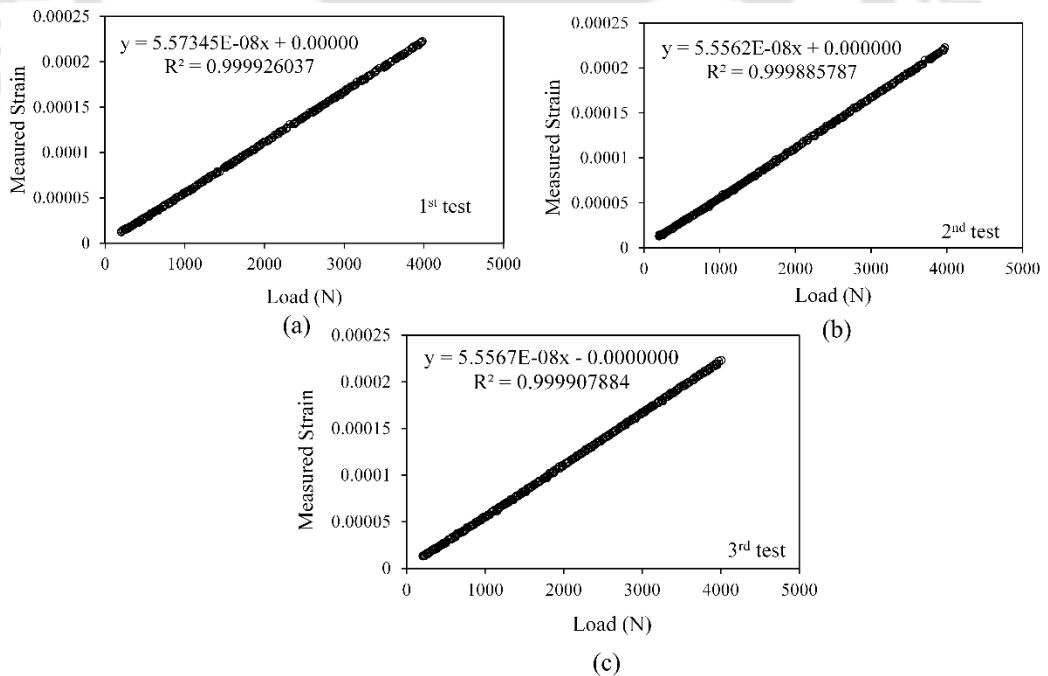 0.00025
0.0002
0.00015
0.0001
0.00005
0
y = 5.57345E-08x + 0.00000
R² = 0.999926037
Meaured Strain
1st test
0 1000 2000 3000 4000 5000
Load (N)
(a)
0.00025
0.0002
0.00015
0.0001
0.00005
0
y = 5.5562E-08x + 0.000000
R² = 0.999885787
Measured Strain
2nd test
0 1000 2000 3000 4000 5000
Load (N)
(b)
0.00025
0.0002
0.00015
0.0001
0.00005
0
y = 5.5567E-08x - 0.0000000
R² = 0.999907884
Measured Strain
3rd test
0 1000 2000 3000 4000 5000
Load (N)
(c)